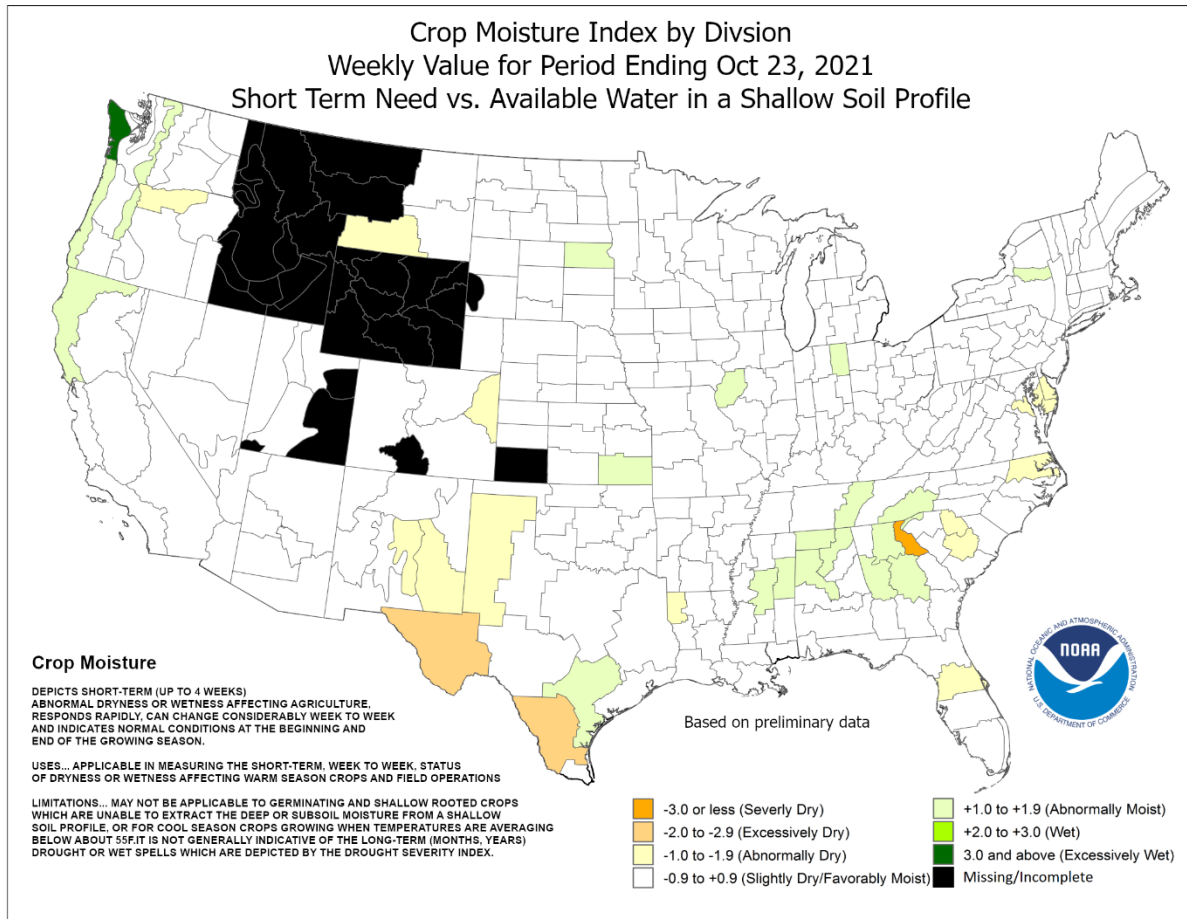 Crop Moisture Index by Divsion
Weekly Value for Period Ending Oct 23, 2021
Short Term Need vs. Available Water in a Shallow Soil Profile
Crop Moisture
DEPICTS SHORT-TERM (UP TO 4 WEEKS)
ABNORMAL DRYNESS OR WETNESS AFFECTING AGRICULTURE,
RESPONDS RAPIDLY, CAN CHANGE CONSIDERABLY WEEK TO WEEK
AND INDICATES NORMAL CONDITIONS AT THE BEGINNING AND
END OF THE GROWING SEASON.
USES... APPLICABLE IN MEASURING THE SHORT-TERM, WEEK TO WEEK, STATUS
OF DRYNESS OR WETNESS AFFECTING WARM SEASON CROPS AND FIELD OPERATIONS
LIMITATIONS... MAY NOT BE APPLICABLE TO GERMINATING AND SHALLOW ROOTED CROPS
WHICH ARE UNABLE TO EXTRACT THE DEEP OR SUBSOIL MOISTURE FROM A SHALLOW
SOIL PROFILE, OR FOR COOL SEASON CROPS GROWING WHEN TEMPERATURES ARE AVERAGING
BELOW ABOUT 55F.IT IS NOT GENERALLY INDICATIVE OF THE LONG-TERM (MONTHS, YEARS)
DROUGHT OR WET SPELLS WHICH ARE DEPICTED BY THE DROUGHT SEVERITY INDEX.
Based on preliminary data
NATIONAL OCEANIC AND ATMOSPHERIC ADMINISTRATION
NOAA
U.S. DEPARTMENT OF COMMERCE
-3.0 or less (Severly Dry)
-2.0 to -2.9 (Excessively Dry)
-1.0 to -1.9 (Abnormally Dry)
-0.9 to +0.9 (Slightly Dry/Favorably Moist)
+1.0 to +1.9 (Abnormally Moist)
+2.0 to +3.0 (Wet)
3.0 and above (Excessively Wet)
Missing/Incomplete